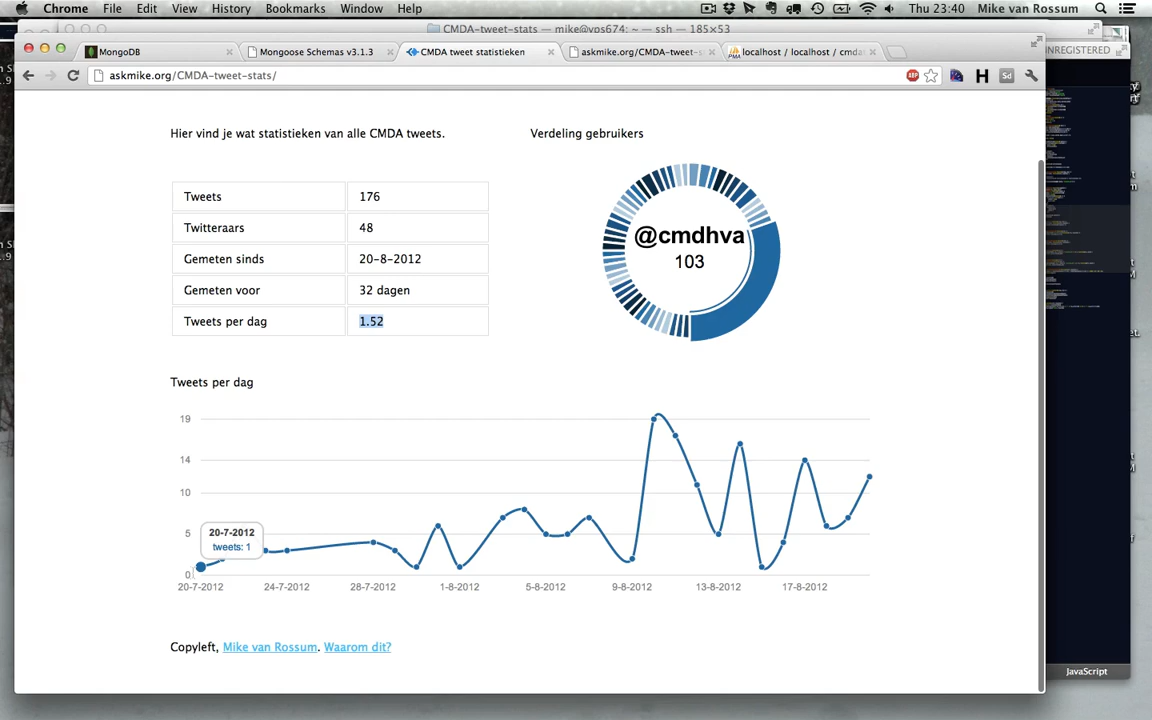 Chrome File Edit View History Bookmarks Window Help Thu 23:40 Mike van Rossum
CMDA-tweet-stats — mike@vps674: ~ — ssh — 185×53
MongoDB Mongoose Schemas v3.1.3 CMDA tweet statistieken askmike.org/CMDA-tweet-s localhost / localhost / cmda
UNREGISTERED
askmike.org/CMDA-tweet-stats/
Hier vind je wat statistieken van alle CMDA tweets.
Verdeling gebruikers
Tweets 176
Twitteraars 48
Gemeten sinds 20-8-2012
Gemeten voor 32 dagen
Tweets per dag 1.52
@cmdhva
103
Tweets per dag
19
14
10
5
0
20-7-2012
tweets: 1
20-7-2012 24-7-2012 28-7-2012 1-8-2012 5-8-2012 9-8-2012 13-8-2012 17-8-2012
Copyleft, Mike van Rossum. Waarom dit?
JavaScript